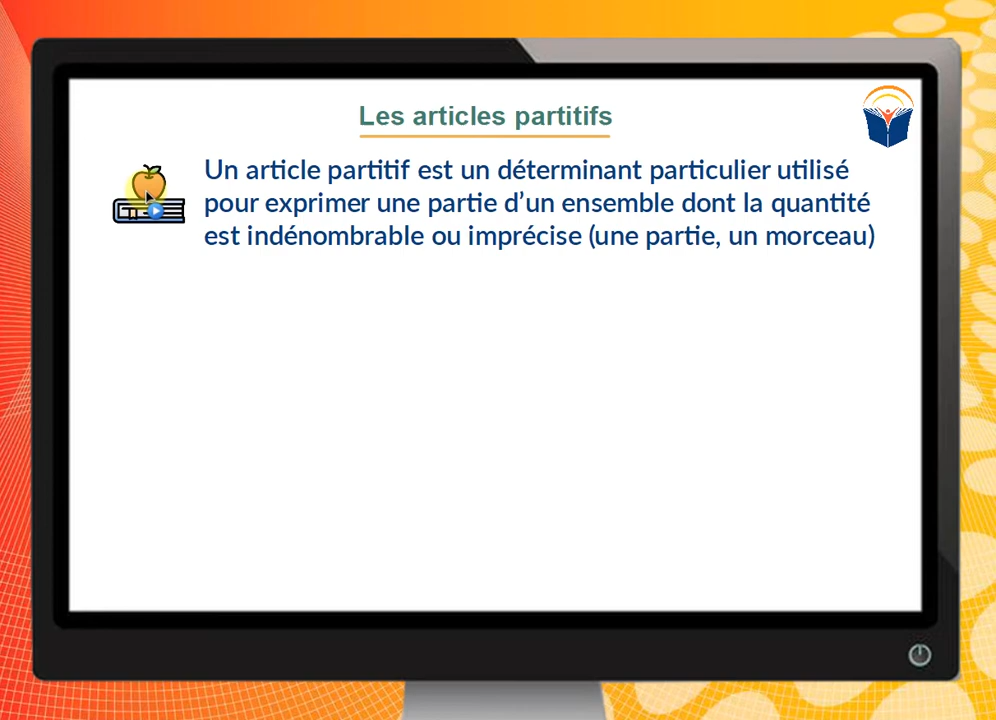 Les articles partitifs
Un article partitif est un déterminant particulier utilisé
pour exprimer une partie d’un ensemble dont la quantité
est indénombrable ou imprécise (une partie, un morceau)